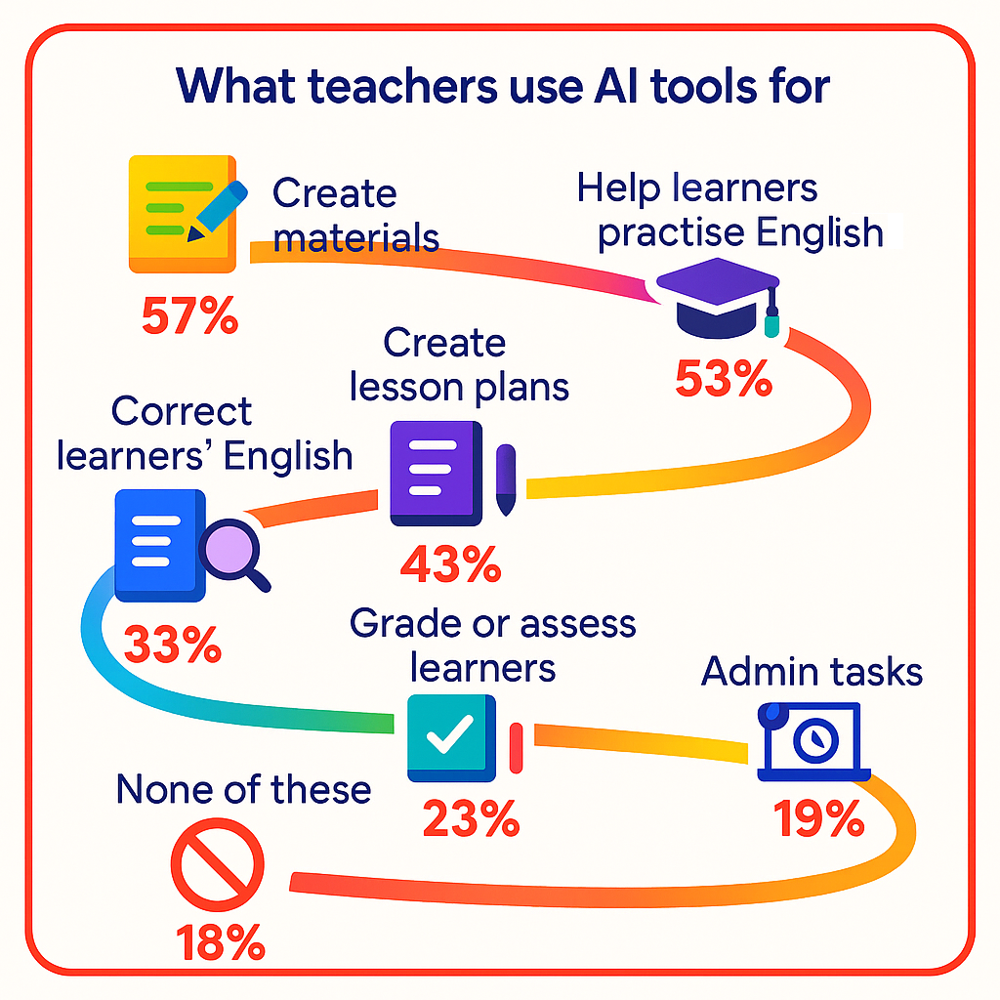 What teachers use AI tools for
Create
materials
57%
Help learners
practise English
53%
Create
lesson plans
43%
Correct
learners’ English
33%
Grade or assess
learners
23%
Admin tasks
19%
None of these
18%